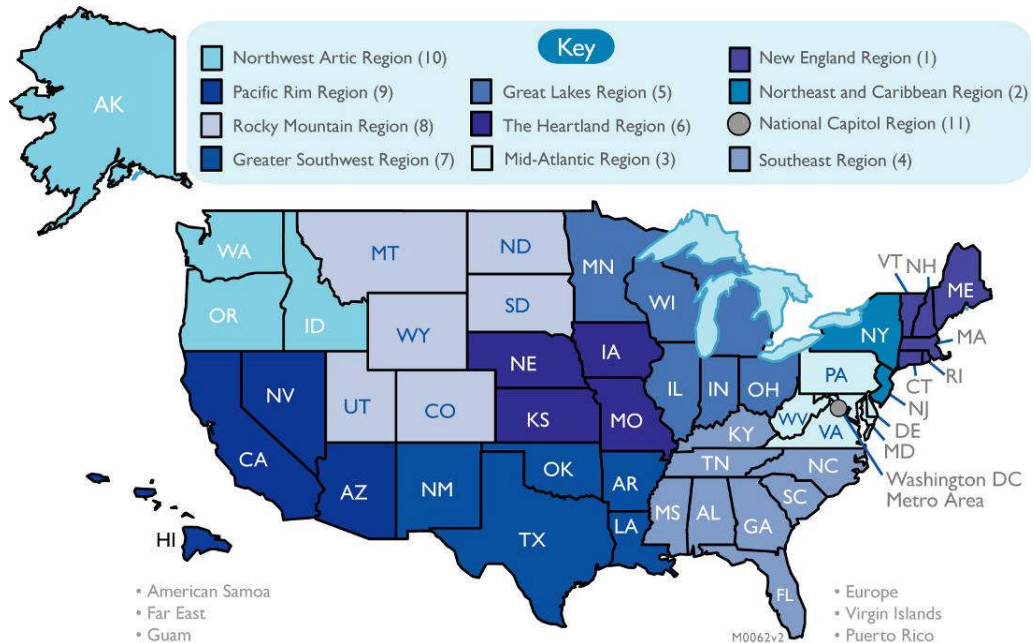 AK
Key
Northwest Artic Region (10)
Pacific Rim Region (9)
Rocky Mountain Region (8)
Greater Southwest Region (7)
Great Lakes Region (5)
The Heartland Region (6)
Mid-Atlantic Region (3)
New England Region (1)
Northeast and Caribbean Region (2)
National Capitol Region (11)
Southeast Region (4)
WA
MT
ND
MN
VT
NH
ME
OR
ID
WY
SD
WI
NY
MA
NV
UT
CO
NE
IA
IL
IN
OH
PA
CT
RI
NJ
CA
KS
MO
KY
WV
VA
DE
MD
Washington DC
Metro Area
AZ
NM
OK
AR
TN
NC
SC
HI
TX
LA
MS
AL
GA
FL
• American Samoa
• Far East
• Guam
M0062v2
• Europe
• Virgin Islands
• Puerto Rico